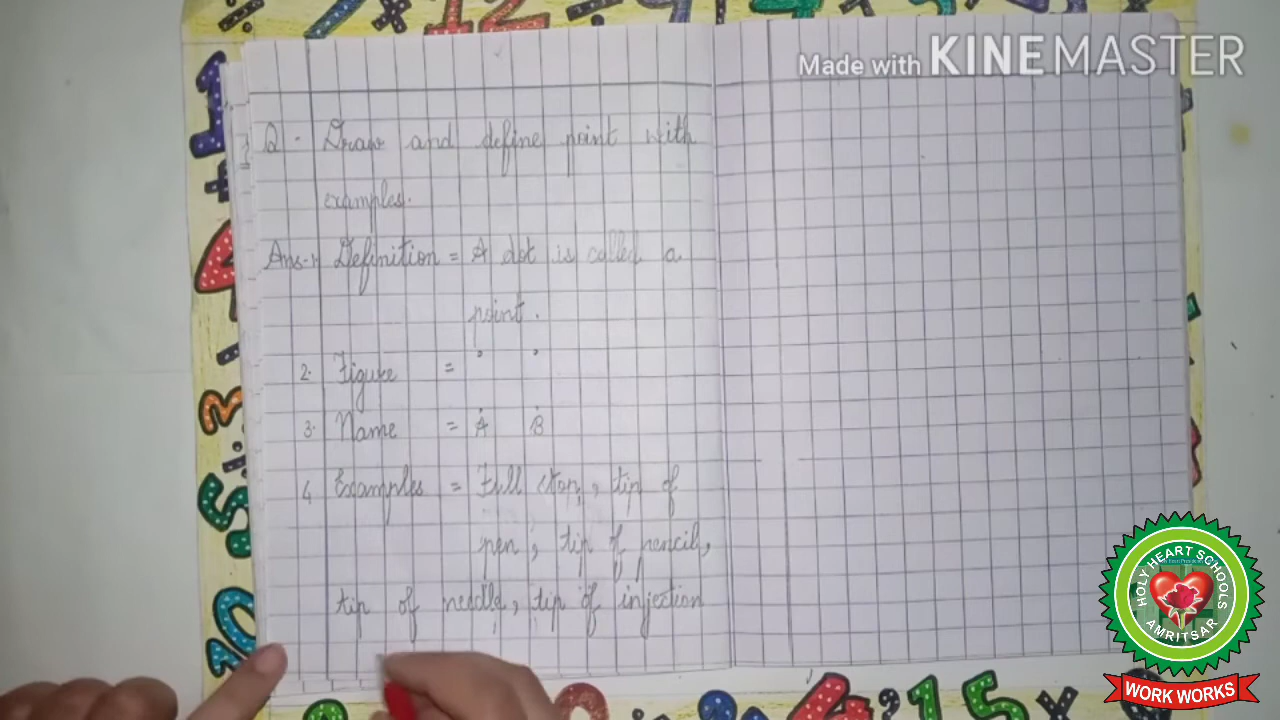 Made with KINEMASTER
Q1. Draw and define point with
examples.
Ans-1. Definition = A dot is called a
point.
2. Figure = . .
3. Name = A B
4 Examples = Full stop, tip of
pen, tip of pencil,
tip of needle, tip of injection
HOLY HEART SCHOOLS
AMRITSAR
WORK WORKS